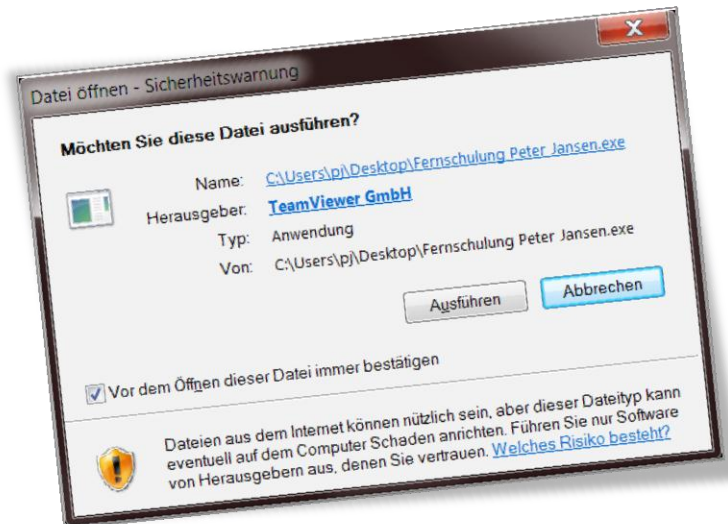 Datei öffnen - Sicherheitswarnung
Möchten Sie diese Datei ausführen?
Name: C:\Users\pj\Desktop\Fernschulung Peter Jansen.exe
Herausgeber: TeamViewer GmbH
Typ: Anwendung
Von: C:\Users\pj\Desktop\Fernschulung Peter Jansen.exe
Ausführen Abbrechen
Vor dem Öffnen dieser Datei immer bestätigen
Dateien aus dem Internet können nützlich sein, aber dieser Dateityp kann
eventuell auf dem Computer Schaden anrichten. Führen Sie nur Software
von Herausgebern aus, denen Sie vertrauen. Welches Risiko besteht?